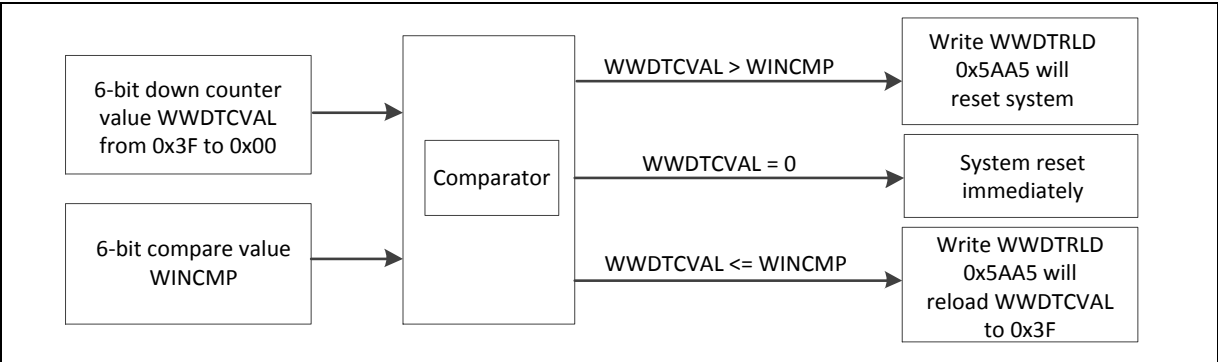 6-bit down counter
value WWDTCVAL
from 0x3F to 0x00
6-bit compare value
WINCMP
Comparator
WWDTCVAL > WINCMP
Write WWDTRLD
0x5AA5 will
reset system
WWDTCVAL = 0
System reset
immediately
WWDTCVAL <= WINCMP
Write WWDTRLD
0x5AA5 will
reload WWDTCVAL
to 0x3F